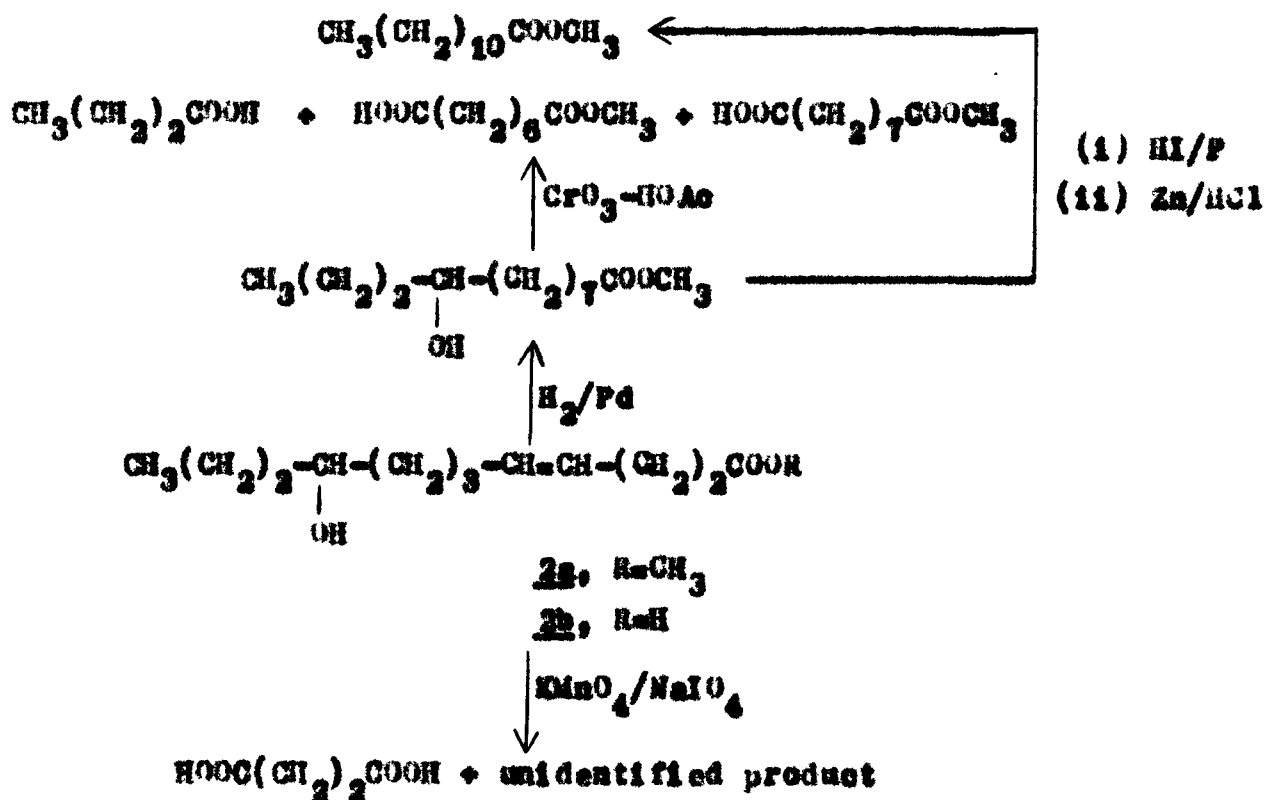 CH3(CH2)10COOCH3
CH3(CH2)2COOH + HOOC(CH2)6COOCH3 + HOOC(CH2)7COOCH3
(i) HI/P
(ii) Zn/HCl
CrO3-HOAc
CH3(CH2)2-CH-(CH2)7COOCH3
OH
H2/Pd
CH3(CH2)2-CH-(CH2)3-CH=CH-(CH2)2COOR
OH
2a, R=CH3
2b, R=H
KMnO4/NaIO4
HOOC(CH2)2COOH + unidentified product